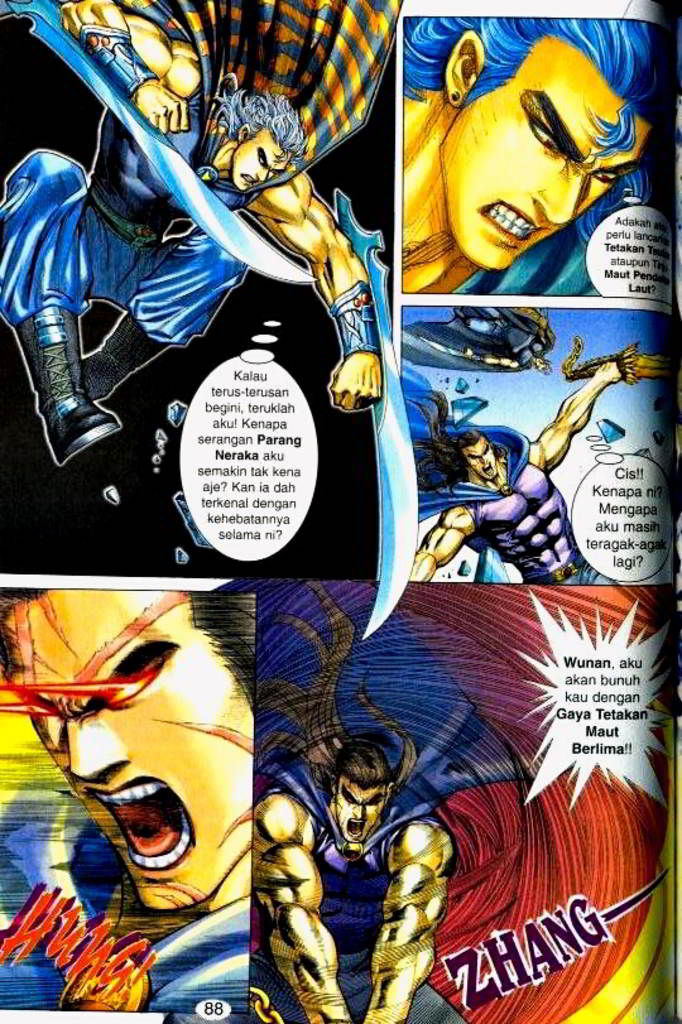 Kalau
terus-terusan
begini, teruklah
aku! Kenapa
serangan Parang
Neraka aku
semakin tak kena
aje? Kan ia dah
terkenal dengan
kehebatannya
selama ni?
Adakah
perlu
Tetakan
ataupun
Maut
Laut?
Cis!!
Kenapa ni?
Mengapa
aku masih
teragak-agak
lagi?
Wunan, aku
akan bunuh
kau dengan
Gaya Tetakan
Maut
Berlima!!
HUNG
ZHANG
88